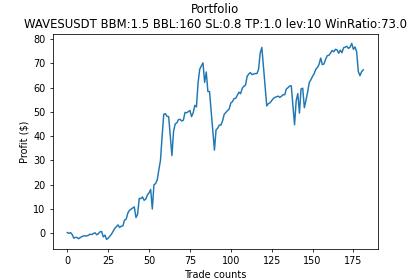 Portfolio
WAVESUSDT BBM:1.5 BBL:160 SL:0.8 TP:1.0 lev:10 WinRatio:73.0
Profit ($)
80
70
60
50
40
30
20
10
0
0 25 50 75 100 125 150 175
Trade counts